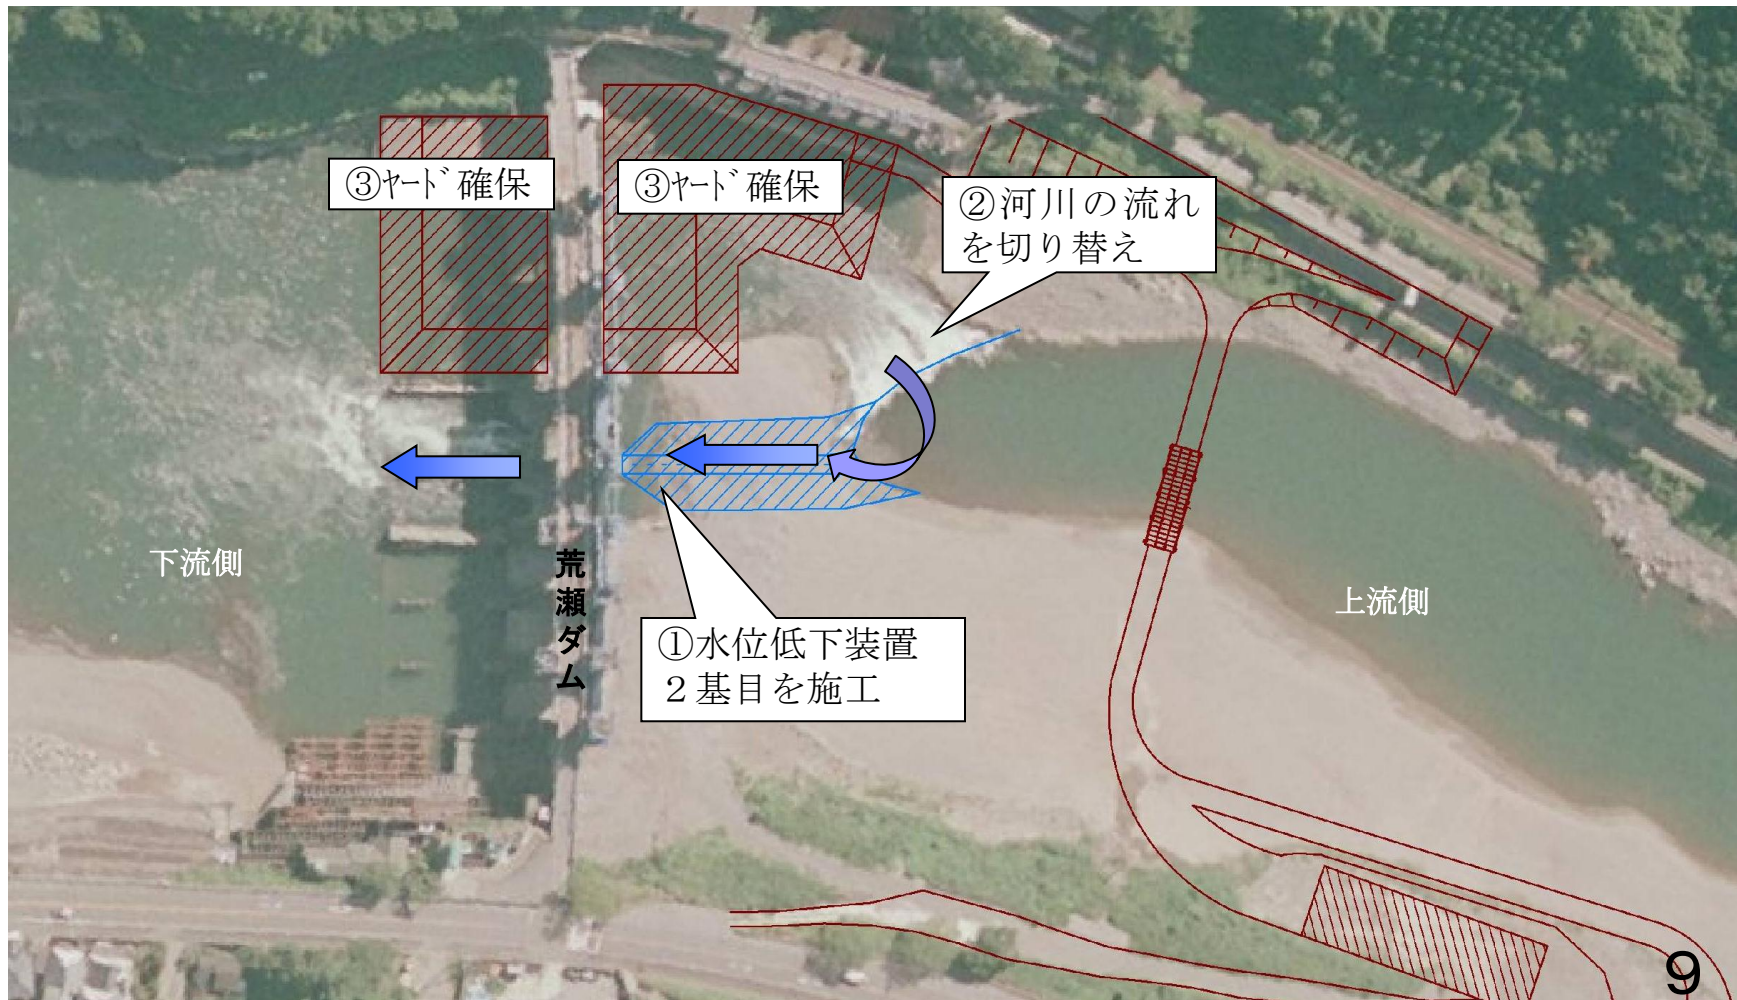 ③ﾔｰﾄﾞ確保
③ﾔｰﾄﾞ確保
②河川の流れ
を切り替え
下流側
荒瀬ダム
上流側
①水位低下装置
２基目を施工
9